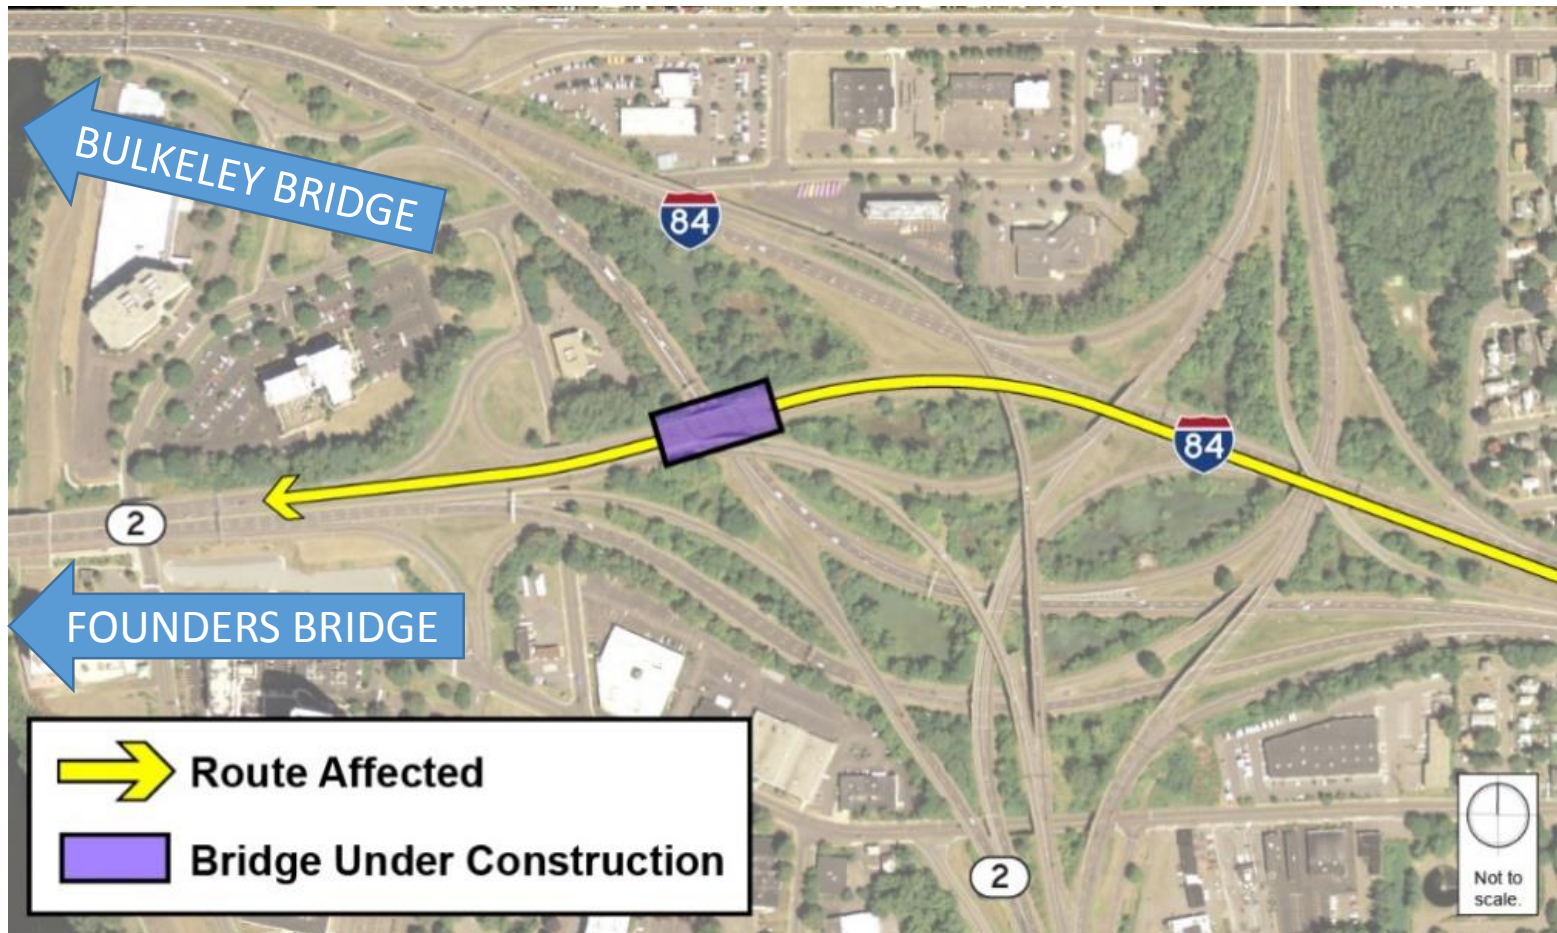 BULKELEY BRIDGE
84
84
2
FOUNDERS BRIDGE
Route Affected
Bridge Under Construction
2
Not to
scale.